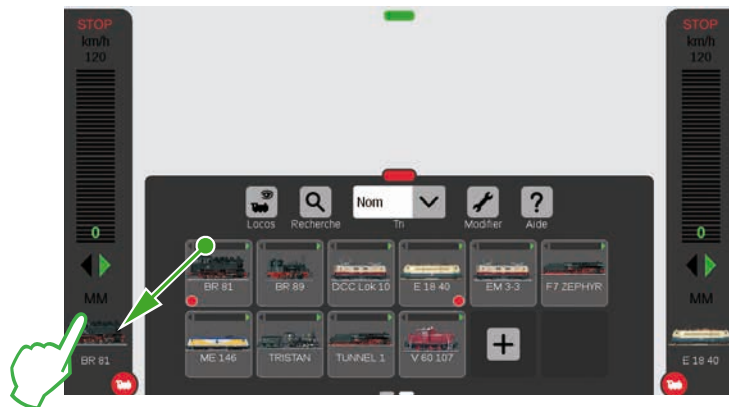 STOP
km/h
120
0
MM
BR 81
Locos
Recherche
Nom
Tri
Modifier
?
Aide
BR 81
BR 89
DCC Lok 10
E 18 40
EM 3-3
F7 ZEPHYR
ME 146
TRISTAN
TUNNEL 1
V 60 107
+
STOP
km/h
120
0
MM
E 18 40